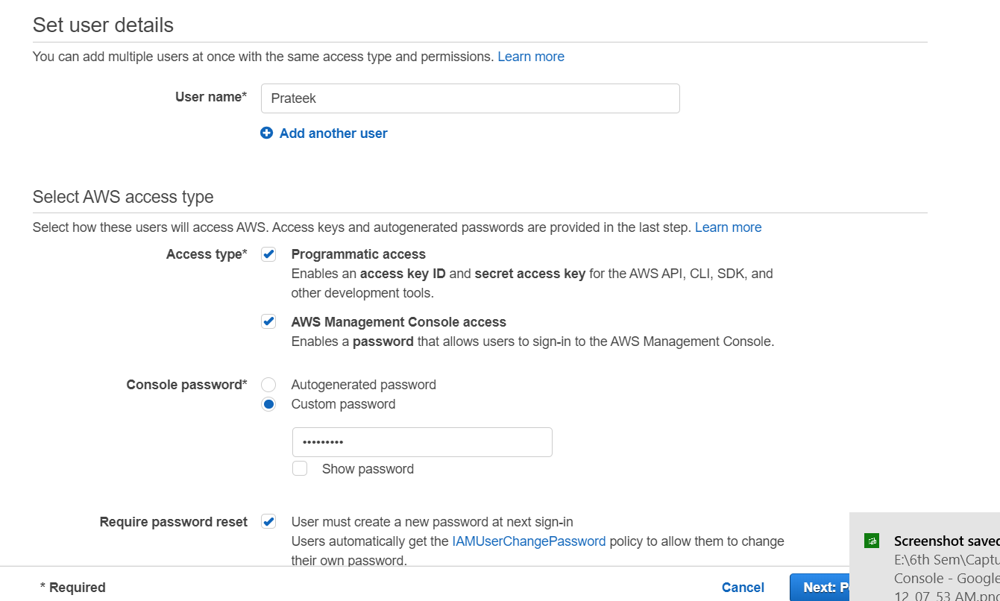 Set user details
You can add multiple users at once with the same access type and permissions. Learn more
User name*
Prateek
Add another user
Select AWS access type
Select how these users will access AWS. Access keys and autogenerated passwords are provided in the last step. Learn more
Access type*
Programmatic access
Enables an access key ID and secret access key for the AWS API, CLI, SDK, and
other development tools.
AWS Management Console access
Enables a password that allows users to sign-in to the AWS Management Console.
Console password*
Autogenerated password
Custom password
•••••••••
Show password
Require password reset
User must create a new password at next sign-in
Users automatically get the IAMUserChangePassword policy to allow them to change
their own password.
* Required
Cancel
Next: P
Screenshot saved
E:\6th Sem\Captu
Console - Google
12_07_53 AM.png